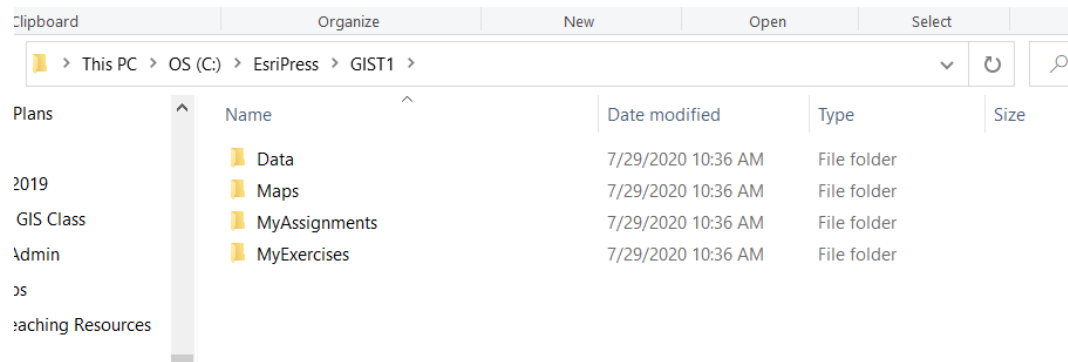 Clipboard Organize New Open Select
This PC > OS (C:) > EsriPress > GIST1 >
Plans
2019
GIS Class
Admin
eaching Resources
Name Date modified Type Size
Data 7/29/2020 10:36 AM File folder
Maps 7/29/2020 10:36 AM File folder
MyAssignments 7/29/2020 10:36 AM File folder
MyExercises 7/29/2020 10:36 AM File folder